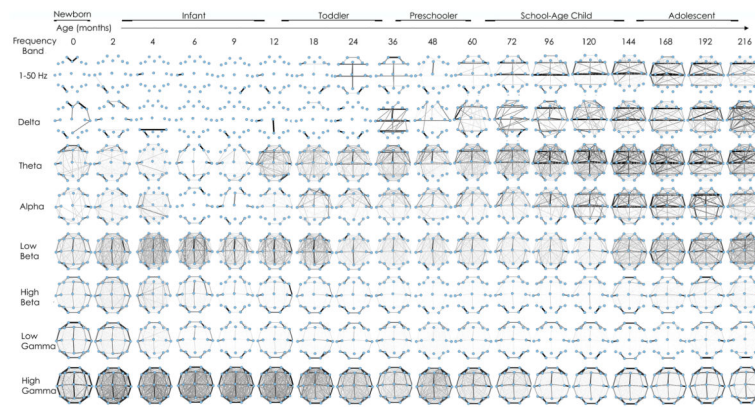 Newborn Infant Toddler Preschooler School-Age Child Adolescent
Age (months)
Frequency Band 0 2 4 6 9 12 18 24 36 48 60 72 96 120 144 168 192 216
1-50 Hz
Delta
Theta
Alpha
Low Beta
High Beta
Low Gamma
High Gamma